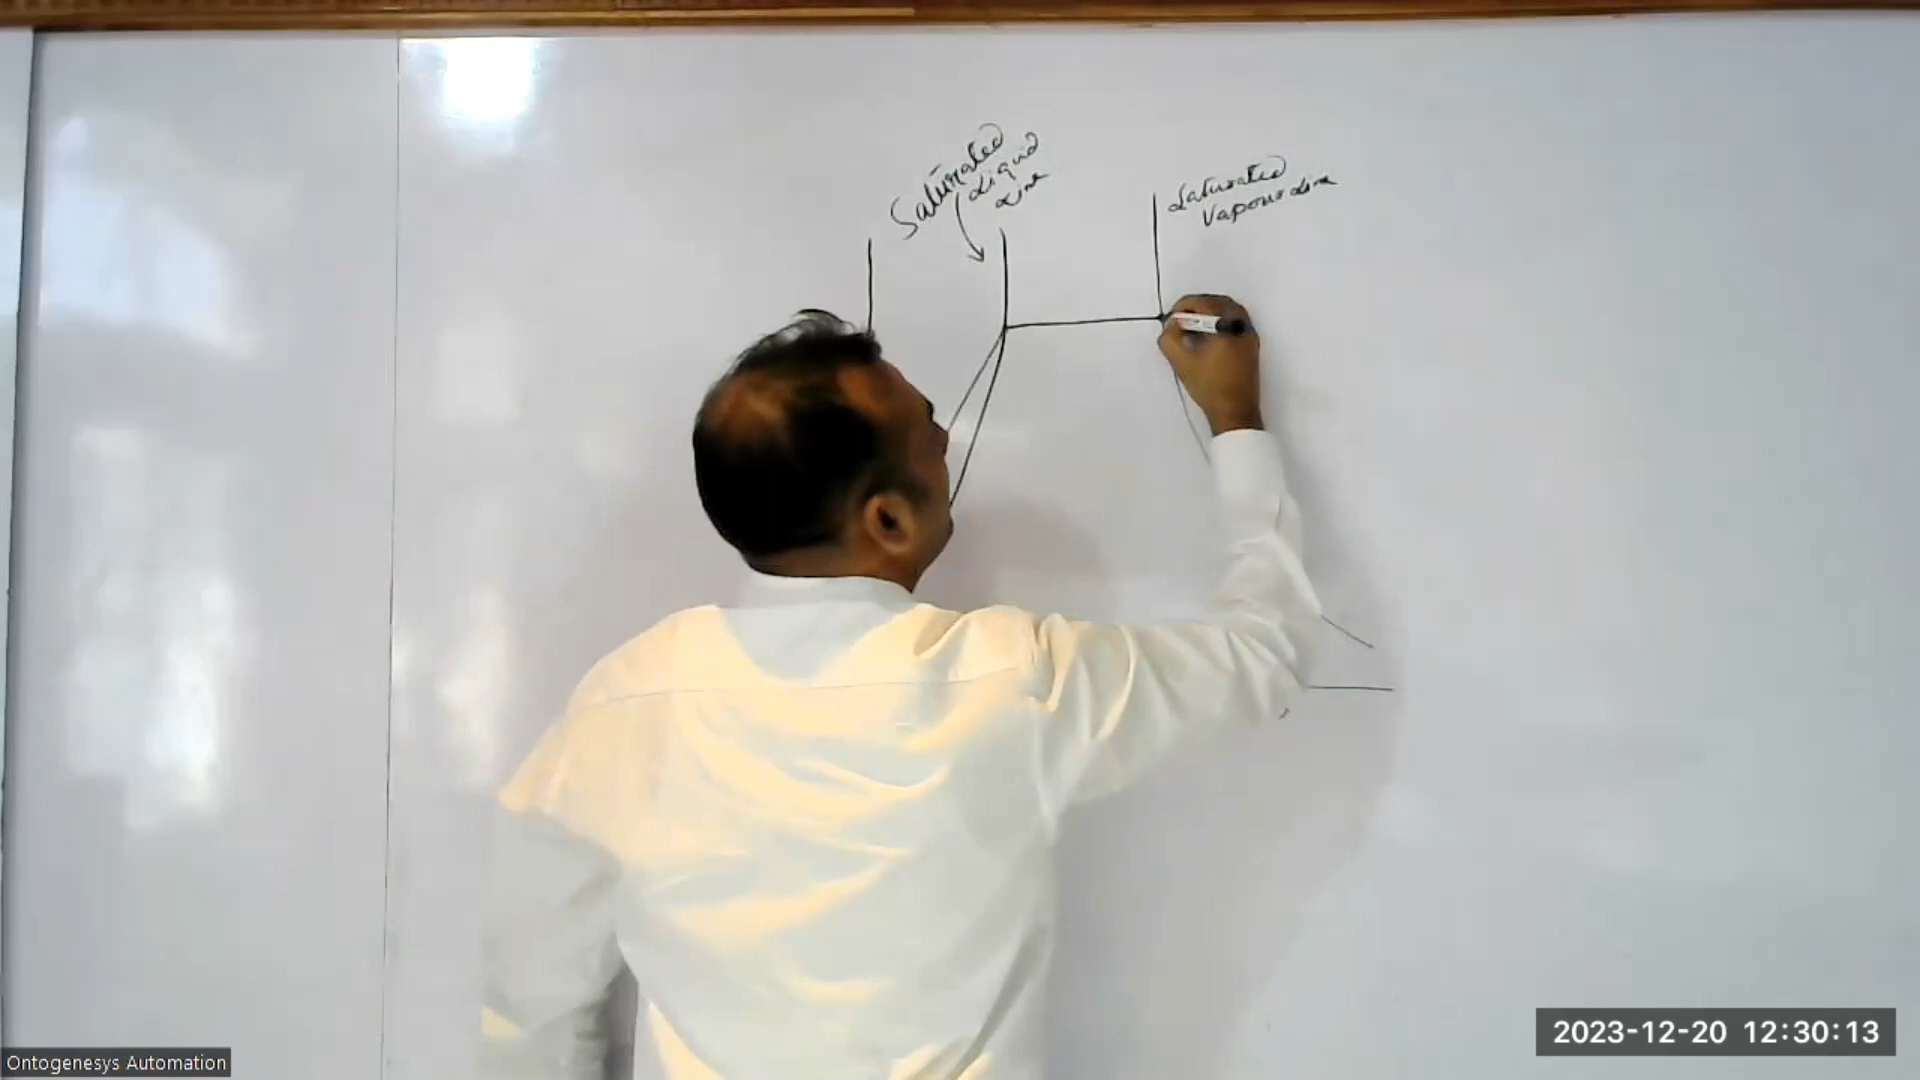 Saturated
Liquid
Line
Saturated
Vapour Line
Ontogenesys Automation
2023-12-20 12:30:13